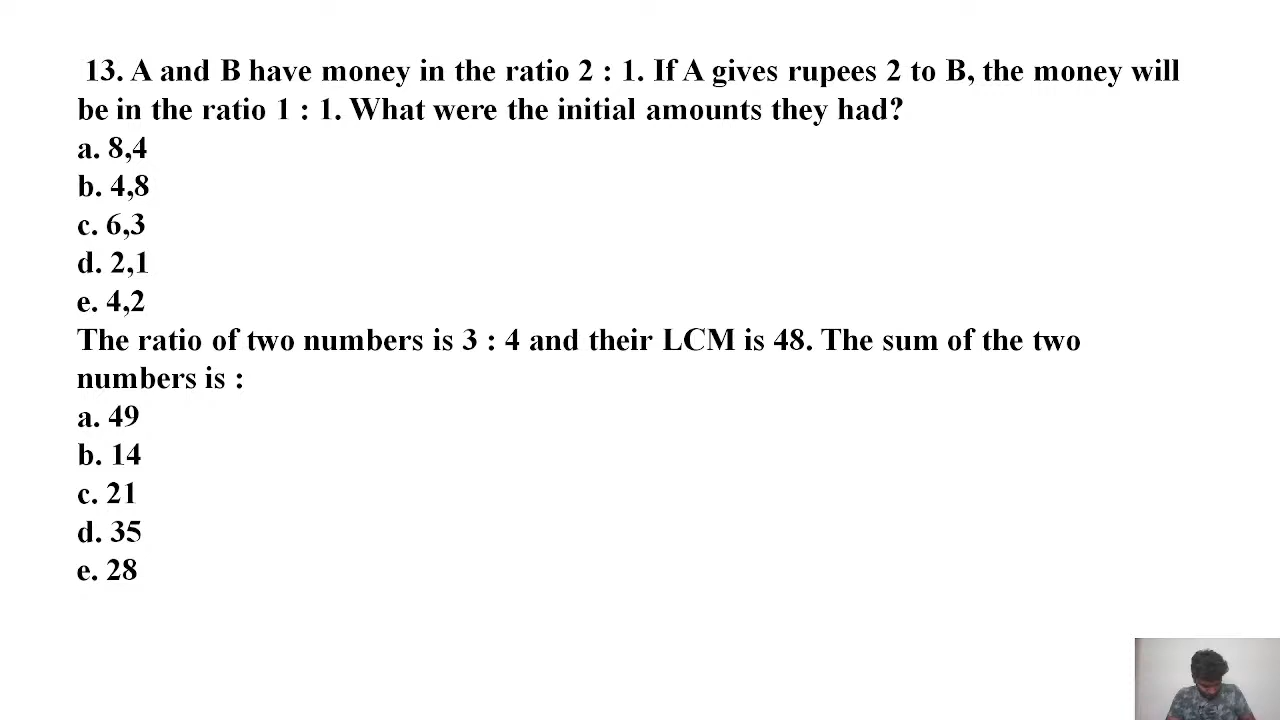 13. A and B have money in the ratio 2 : 1. If A gives rupees 2 to B, the money will
be in the ratio 1 : 1. What were the initial amounts they had?
a. 8,4
b. 4,8
c. 6,3
d. 2,1
e. 4,2
The ratio of two numbers is 3 : 4 and their LCM is 48. The sum of the two
numbers is :
a. 49
b. 14
c. 21
d. 35
e. 28